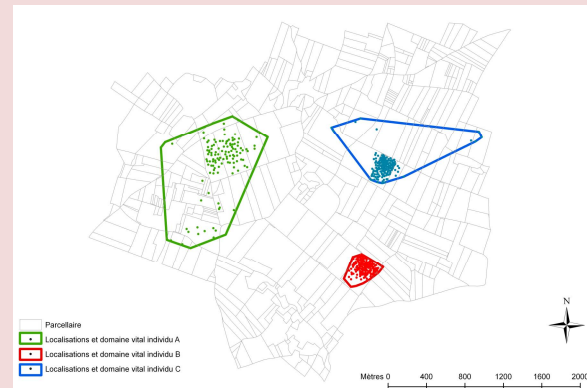 N
Parcellaire
Localisations et domaine vital individu A
Localisations et domaine vital individu B
Localisations et domaine vital individu C
Mètres 0 400 800 1200 1600 2000